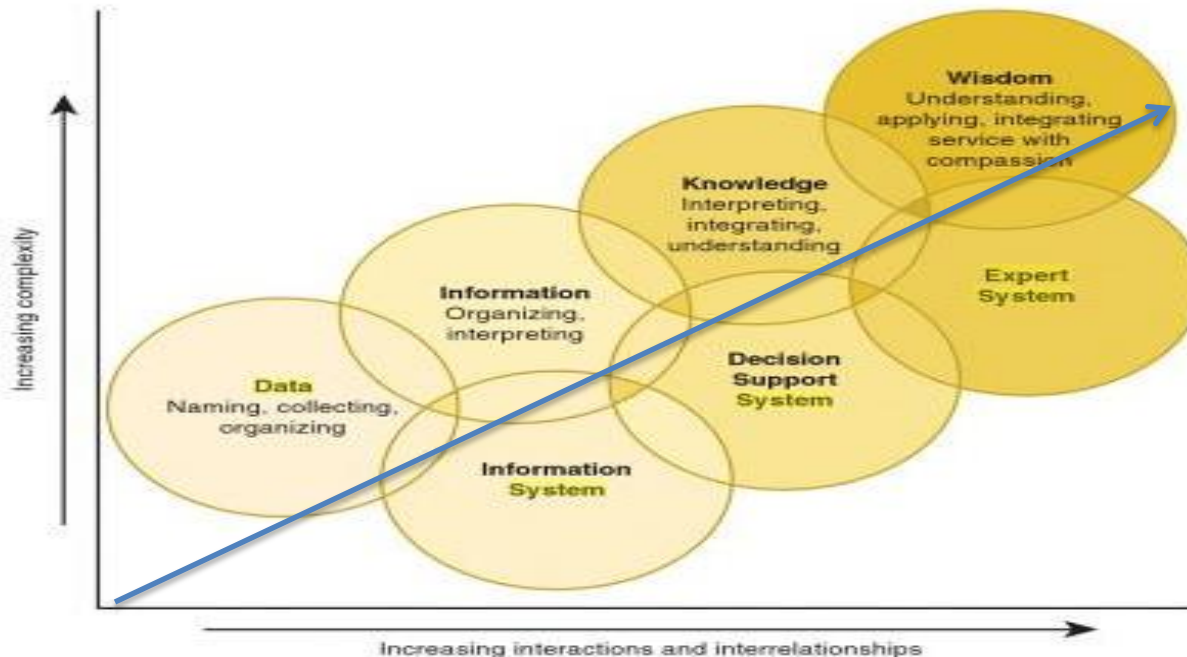 Wisdom
Understanding,
applying, integrating
service with
compassion
Knowledge
Interpreting,
integrating,
understanding
Expert
System
Information
Organizing,
interpreting
Decision
Support
System
Data
Naming, collecting,
organizing
Information
System
Increasing complexity
Increasing interactions and interrelationships